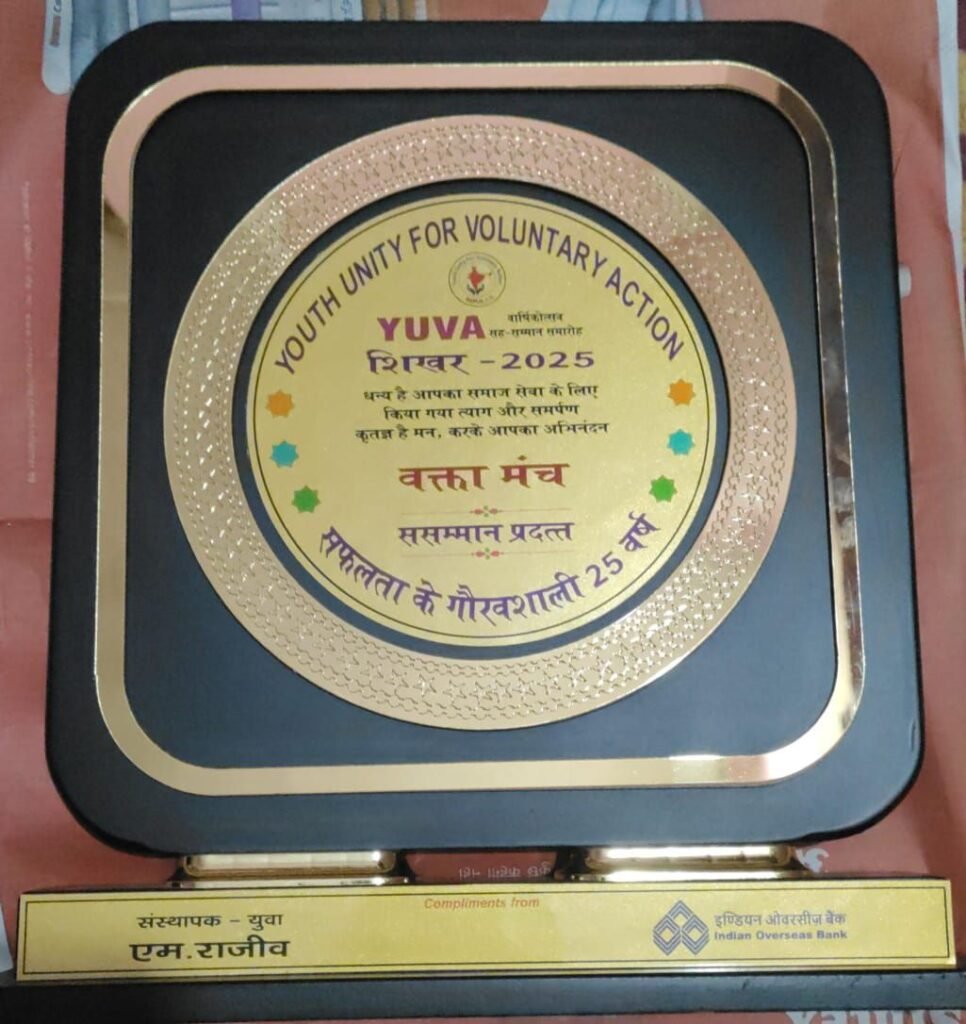 YOUTH UNITY FOR VOLUNTARY ACTION
YUVA वार्षिकोत्सव
सह-सम्मान समारोह
शिखर - 2025
धन्य है आपका समाज सेवा के लिए
किया गया त्याग और समर्पण
कृतज्ञ है मन, करके आपका अभिनंदन
वक्ता मंच
ससम्मान प्रदत्त
सफलता के गौरवशाली 25 वर्ष
Compliments from
संस्थापक - युवा
एम.राजीव
इण्डियन ओवरसीज़ बैंक
Indian Overseas Bank